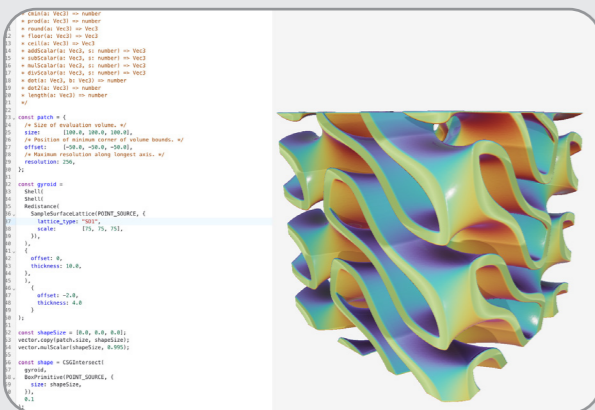 * cmin(a: Vec3) => number
* prod(a: Vec3) => number
* round(a: Vec3) => Vec3
* floor(a: Vec3) => Vec3
* ceil(a: Vec3) => Vec3
* addScalar(a: Vec3, s: number) => Vec3
* subScalar(a: Vec3, s: number) => Vec3
* mulScalar(a: Vec3, s: number) => Vec3
* divScalar(a: Vec3, s: number) => Vec3
* dot(a: Vec3, b: Vec3) => number
* dot2(a: Vec3) => number
* length(a: Vec3) => number
*/
const patch = {
/* Size of evaluation volume. */
size: [100.0, 100.0, 100.0],
/* Position of minimum corner of volume bounds. */
offset: [-50.0, -50.0, -50.0],
/* Maximum resolution along longest axis. */
resolution: 256,
};
const gyroid =
Shell(
Shell(
Redistance(
SampleSurfaceLattice(POINT_SOURCE, {
lattice_type: "SD1",
scale: [75, 75, 75],
}),
),
{
offset: 0,
thickness: 10.0,
},
),
{
offset: -2.0,
thickness: 4.0
}
);
const shapeSize = [0.0, 0.0, 0.0];
vector.copy(patch.size, shapeSize);
vector.mulScalar(shapeSize, 0.995);
const shape = CSGIntersect(
gyroid,
BoxPrimitive(POINT_SOURCE, {
size: shapeSize,
}),
0.1